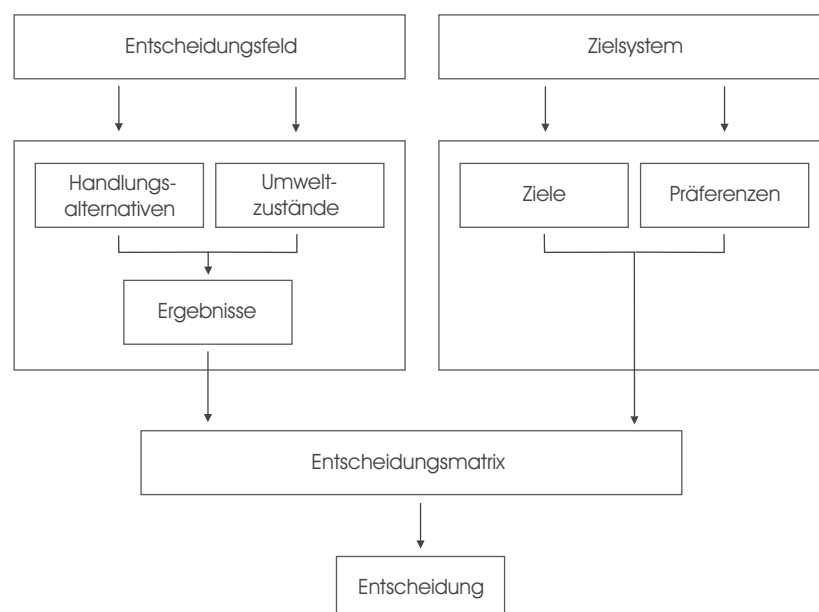 Entscheidungsfeld
Zielsystem
Handlungs-
alternativen
Umwelt-
zustände
Ziele
Präferenzen
Ergebnisse
Entscheidungsmatrix
Entscheidung